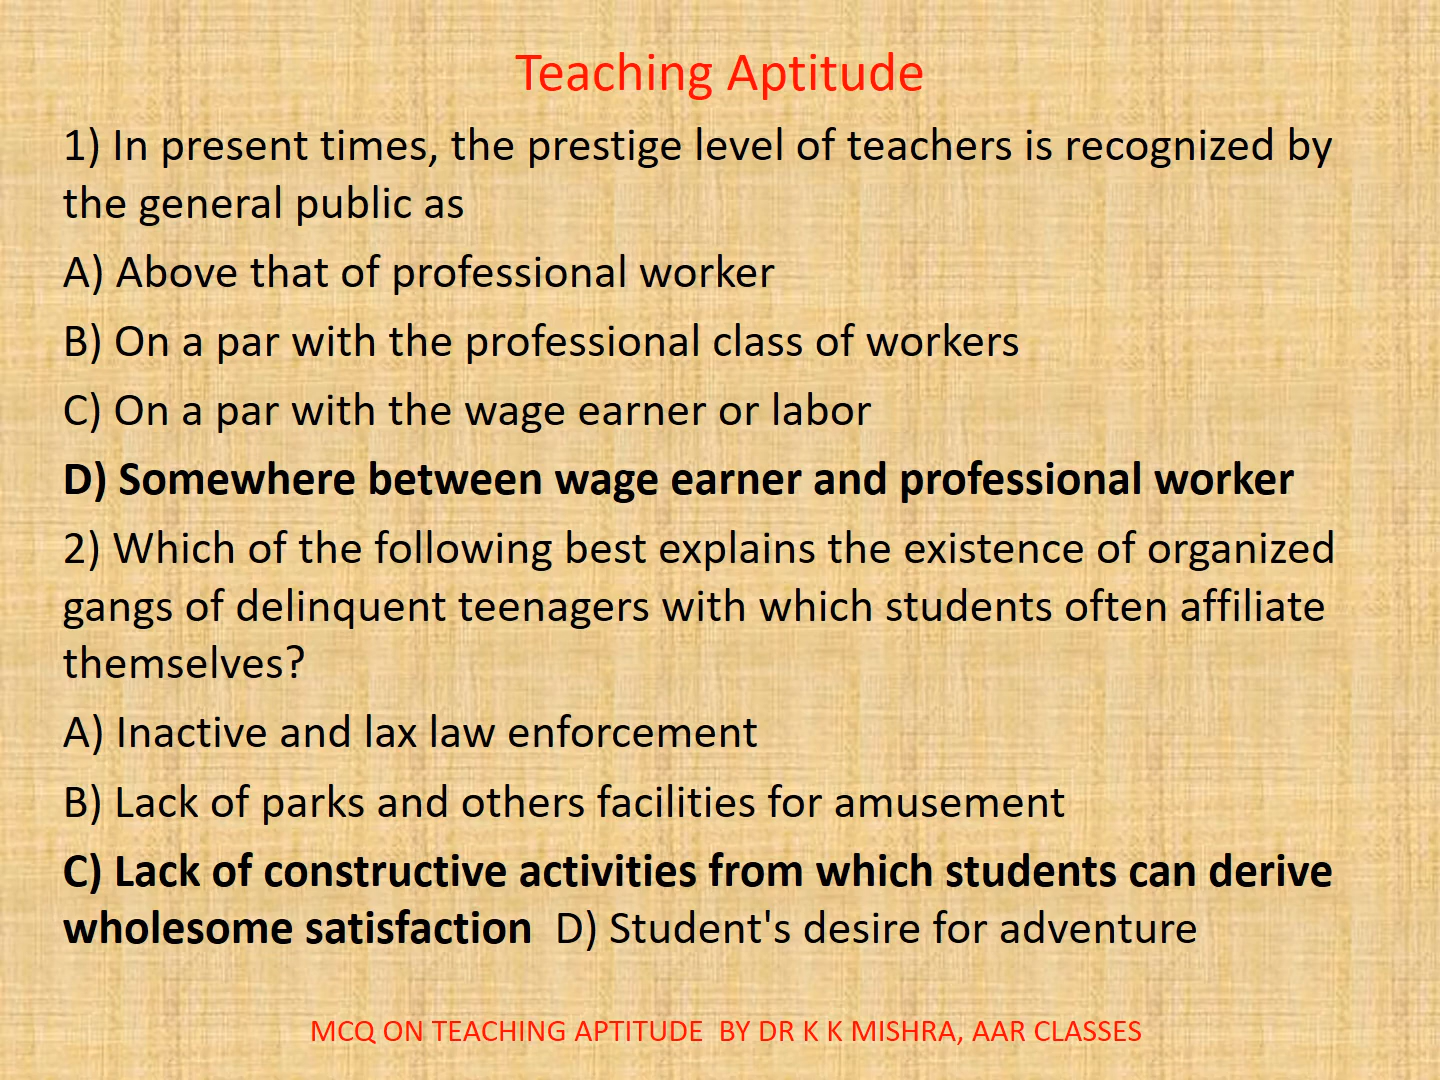 Teaching Aptitude
1) In present times, the prestige level of teachers is recognized by
the general public as
A) Above that of professional worker
B) On a par with the professional class of workers
C) On a par with the wage earner or labor
D) Somewhere between wage earner and professional worker
2) Which of the following best explains the existence of organized
gangs of delinquent teenagers with which students often affiliate
themselves?
A) Inactive and lax law enforcement
B) Lack of parks and others facilities for amusement
C) Lack of constructive activities from which students can derive
wholesome satisfaction  D) Student's desire for adventure
MCQ ON TEACHING APTITUDE  BY DR K K MISHRA, AAR CLASSES